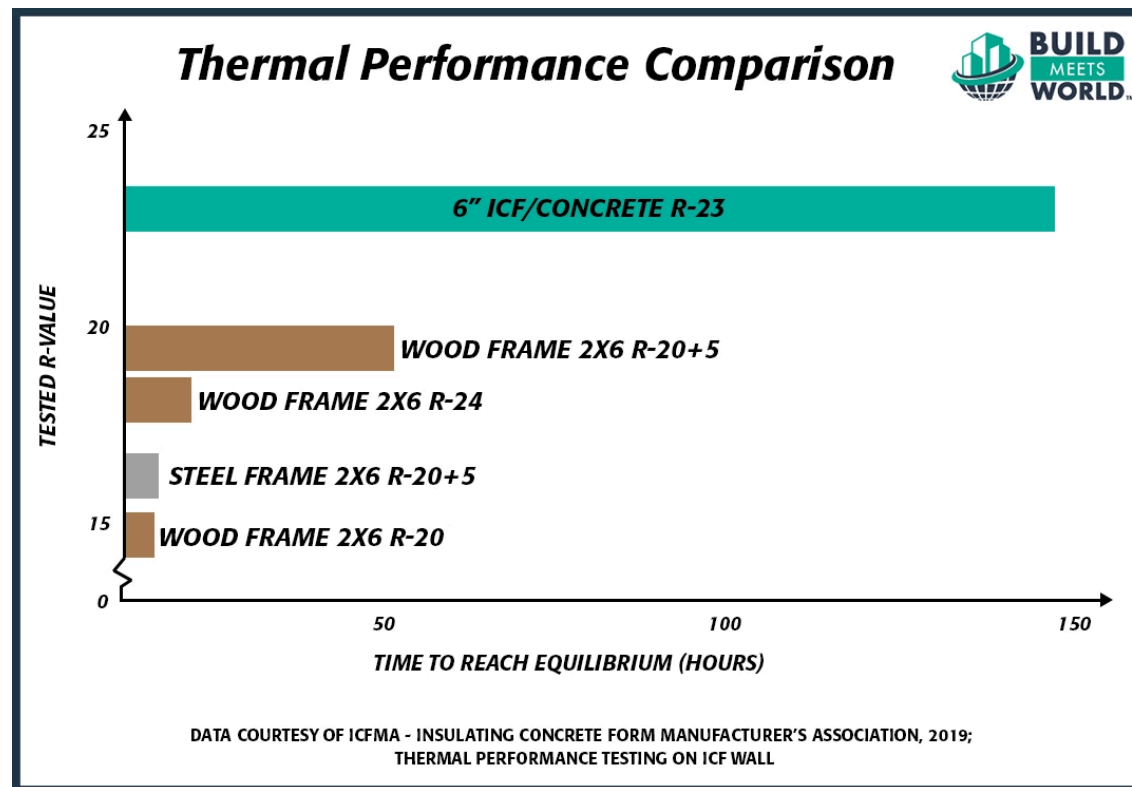 Thermal Performance Comparison
BUILD
MEETS
WORLD™
25
6” ICF/CONCRETE R-23
TESTED R-VALUE
20
WOOD FRAME 2X6 R-20+5
WOOD FRAME 2X6 R-24
STEEL FRAME 2X6 R-20+5
15
WOOD FRAME 2X6 R-20
0
50
100
150
TIME TO REACH EQUILIBRIUM (HOURS)
DATA COURTESY OF ICFMA - INSULATING CONCRETE FORM MANUFACTURER’S ASSOCIATION, 2019;
THERMAL PERFORMANCE TESTING ON ICF WALL